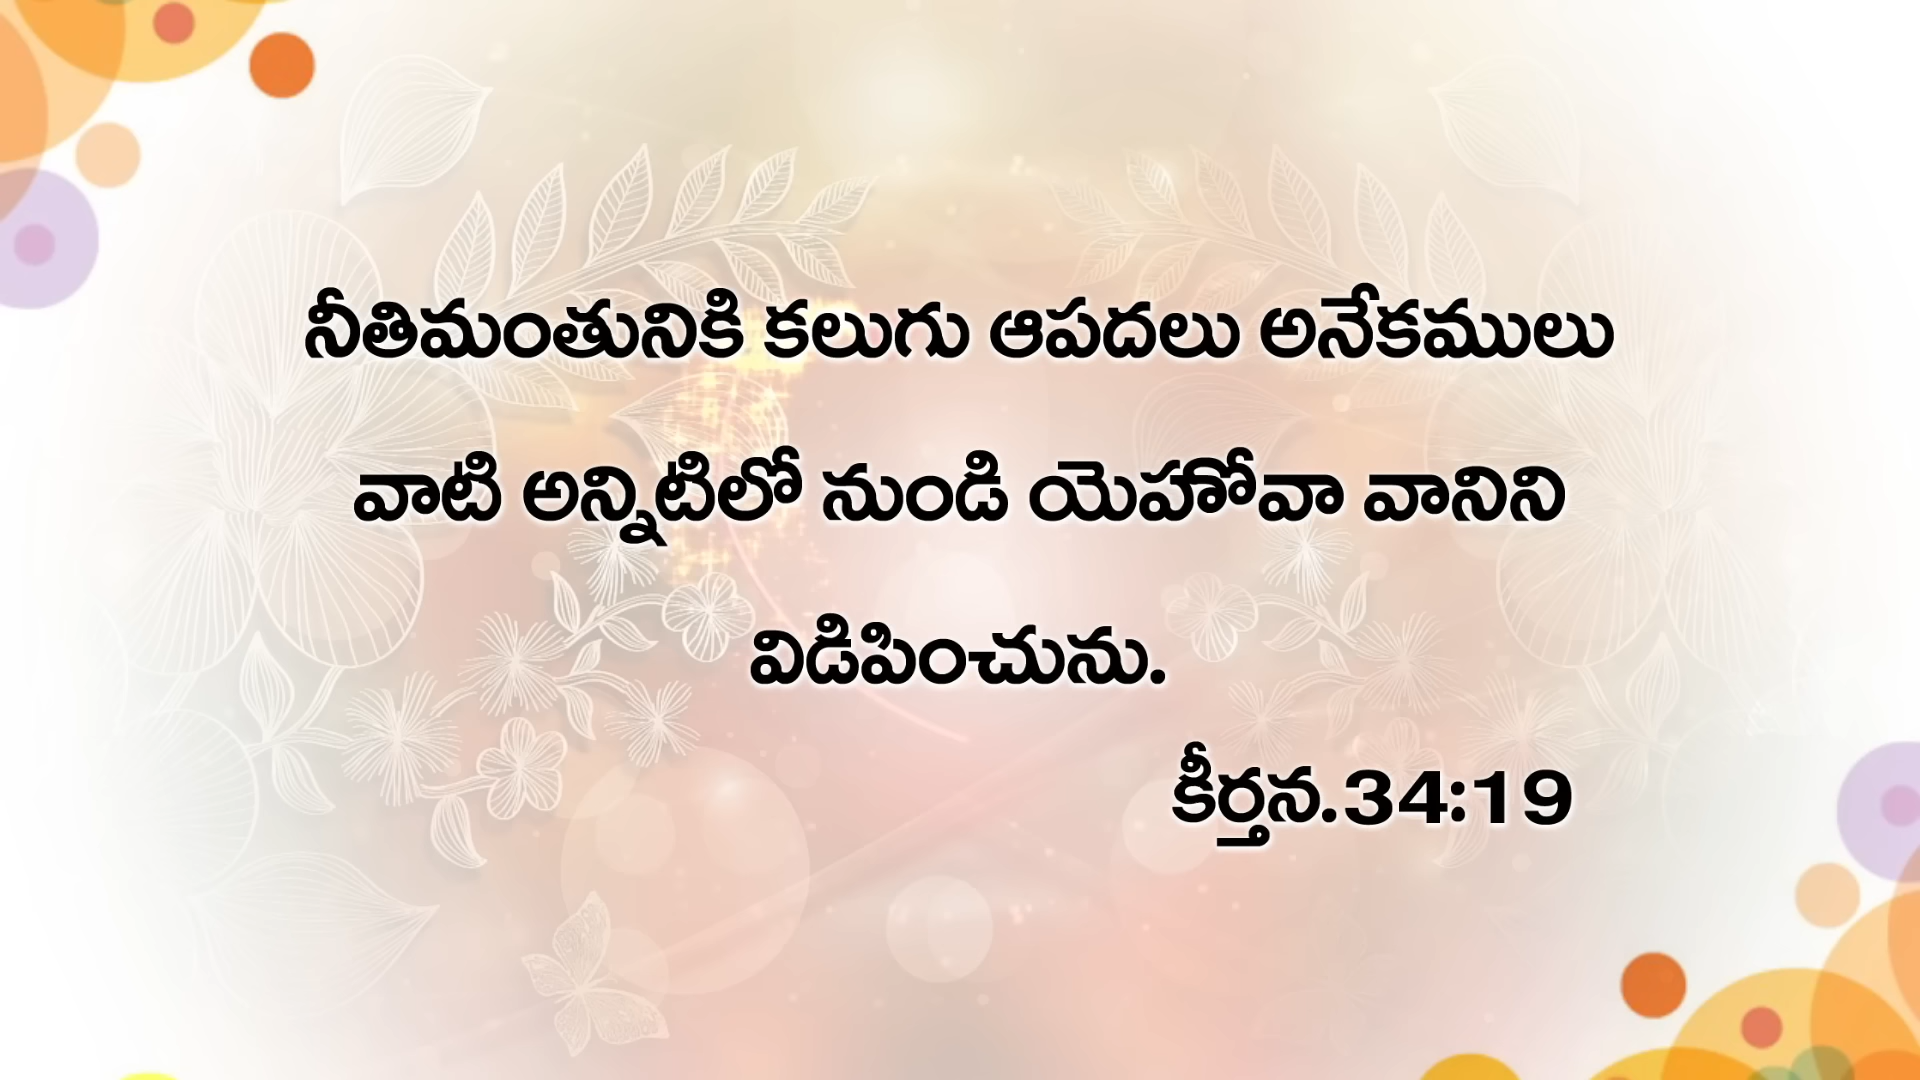 నీతిమంతునికి కలుగు ఆపదలు అనేకములు
వాటి అన్నిటిలో నుండి యెహోవా వానిని
విడిపించును.
కీర్తన.34:19